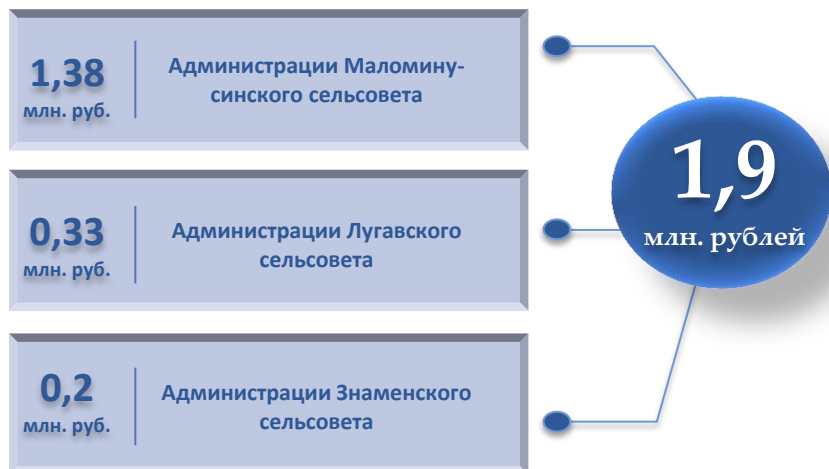 1,38
млн. руб.
Администрации Маломину-
синского сельсовета
0,33
млн. руб.
Администрации Лугавского
сельсовета
0,2
млн. руб.
Администрации Знаменского
сельсовета
1,9
млн. рублей